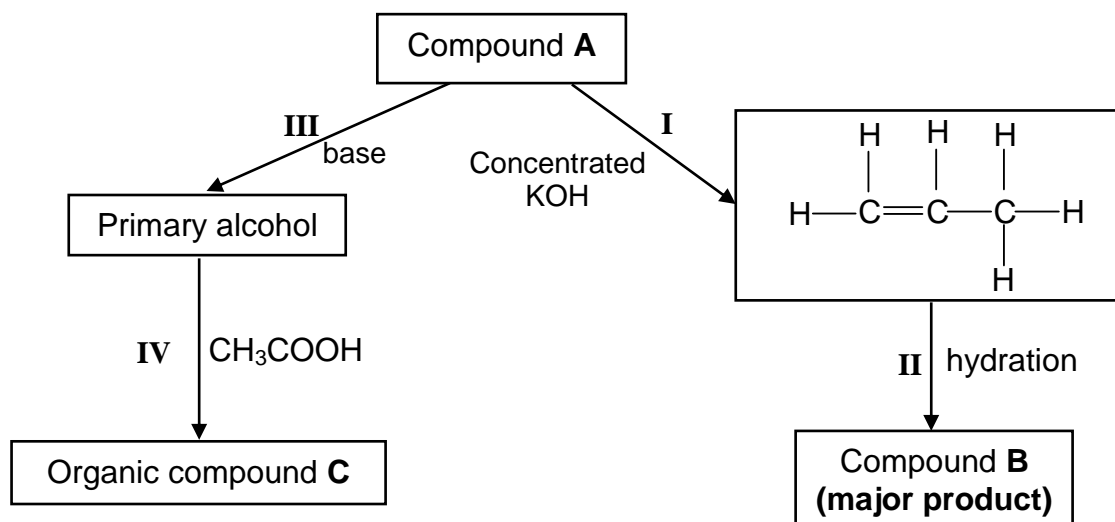 Compound A
III
base
I
Concentrated
KOH
Primary alcohol
H H H
H C C C H
H
IV
CH₃COOH
II
hydration
Organic compound C
Compound B
(major product)